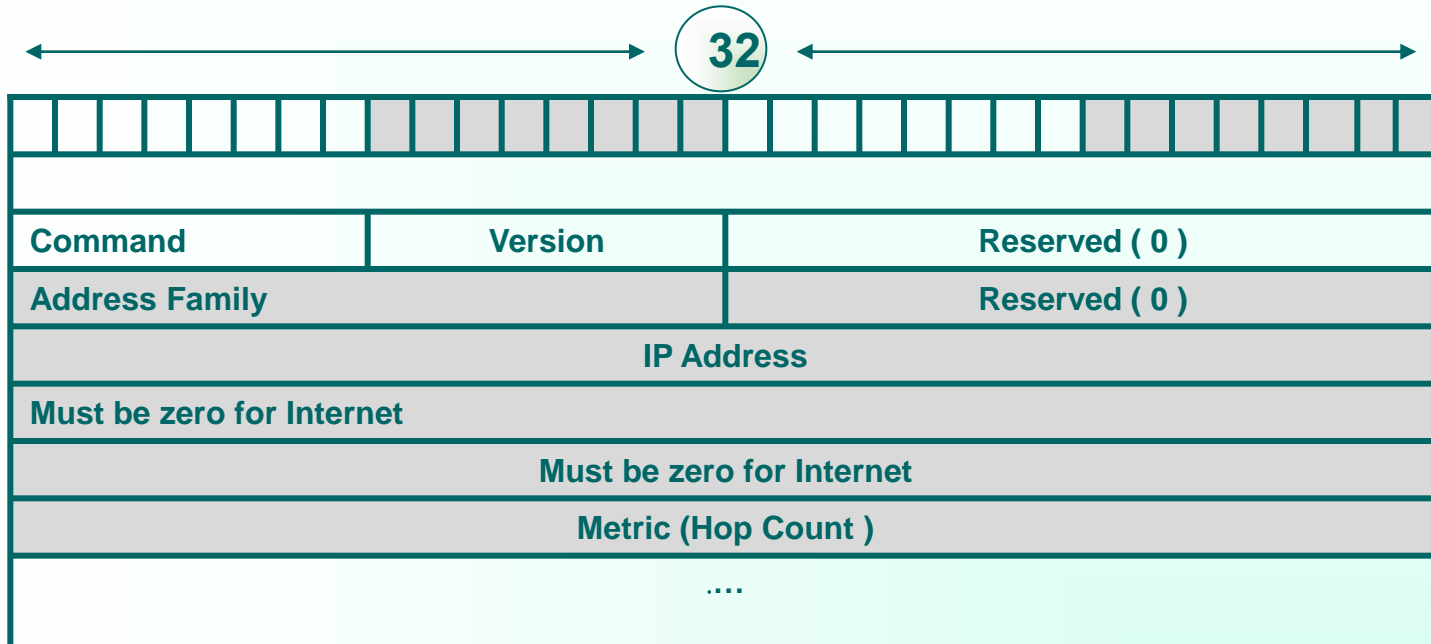 32
Command Version Reserved ( 0 )
Address Family Reserved ( 0 )
IP Address
Must be zero for Internet
Must be zero for Internet
Metric (Hop Count )
.…